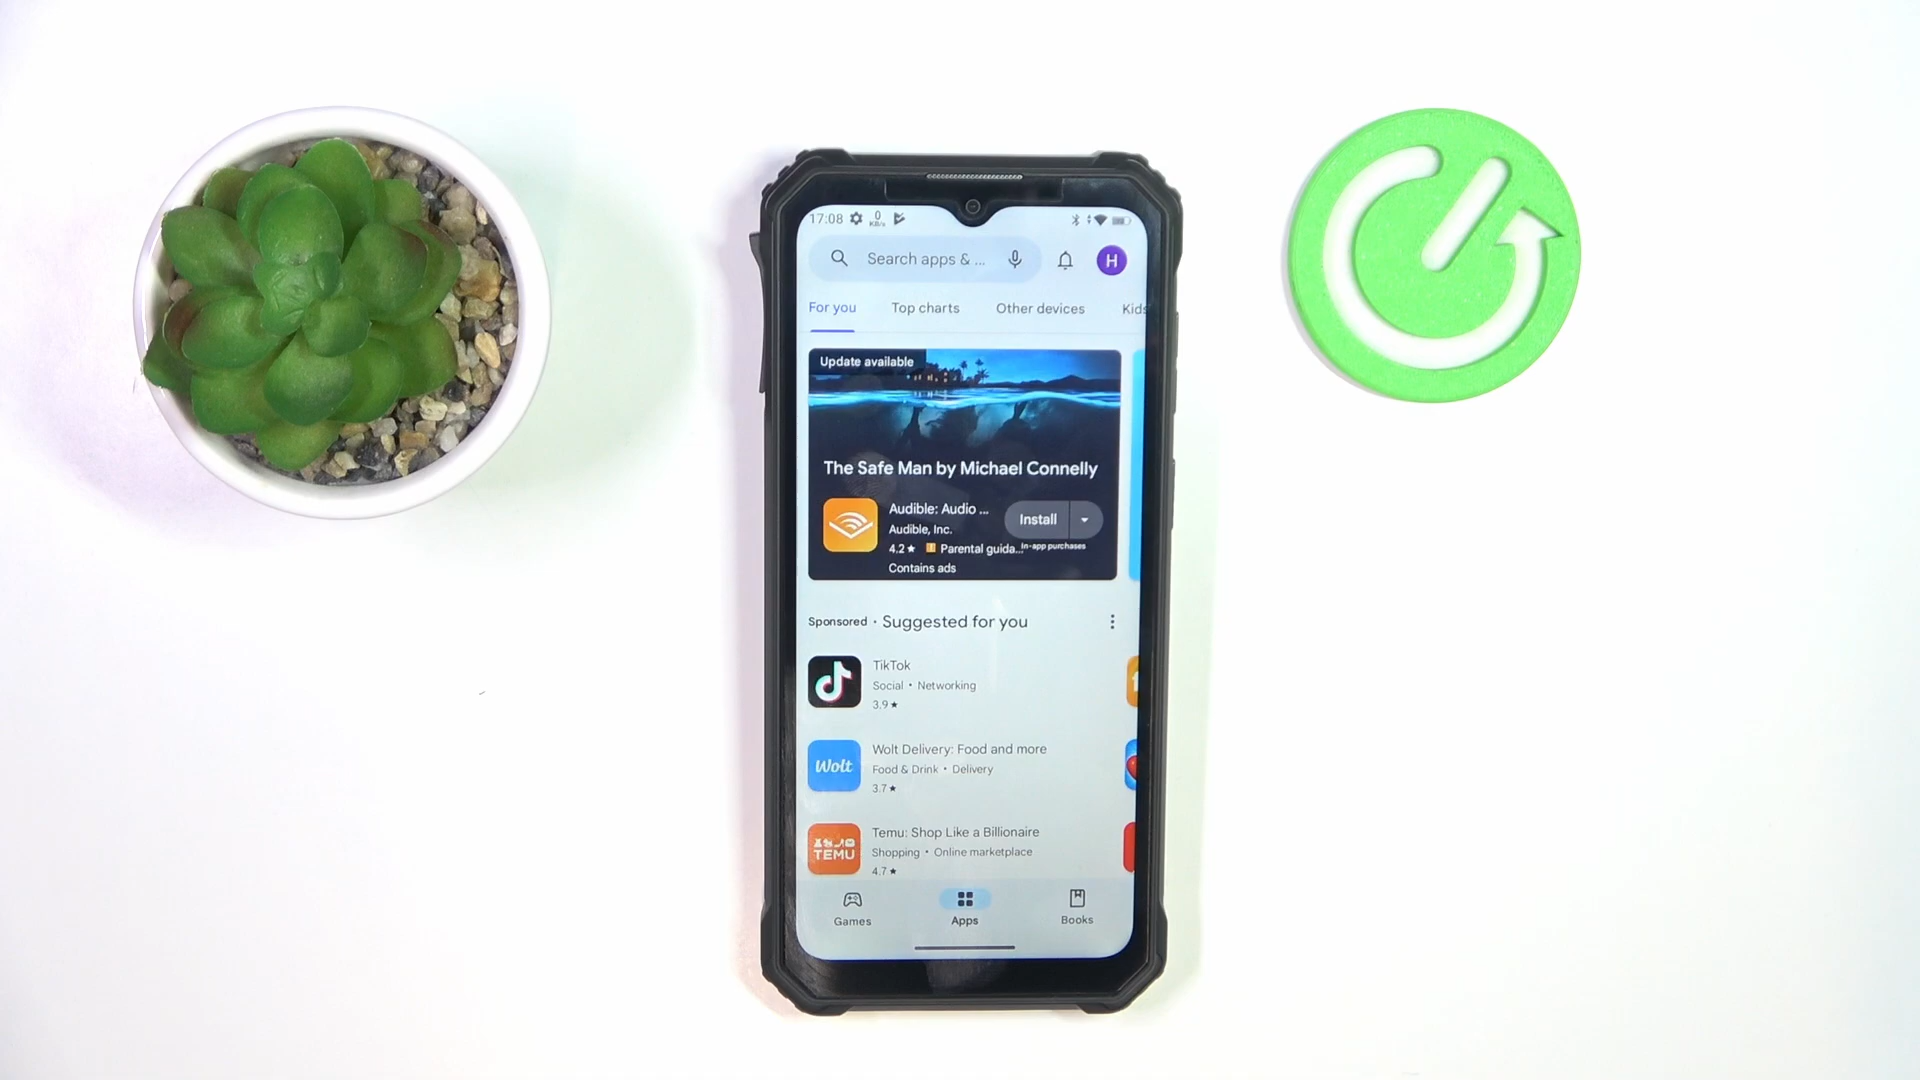 17:08 0 KB/s
Search apps & ...
H
For you Top charts Other devices Kids
Update available
The Safe Man by Michael Connelly
Audible: Audio ...
Audible, Inc.
Install
4.2★ Parental guida...
In-app purchases
Contains ads
Sponsored • Suggested for you
TikTok
Social • Networking
3.9★
Wolt
Wolt Delivery: Food and more
Food & Drink • Delivery
3.7★
TEMU
Temu: Shop Like a Billionaire
Shopping • Online marketplace
4.7★
Games Apps Books